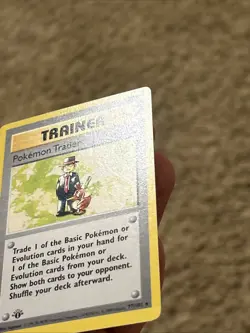 TRAINER
Pokémon Trader
Trade 1 of the Basic Pokémon or
Evolution cards in your hand for
1 of the Basic Pokémon or
Evolution cards from your deck.
Show both cards to your opponent.
Shuffle your deck afterward.